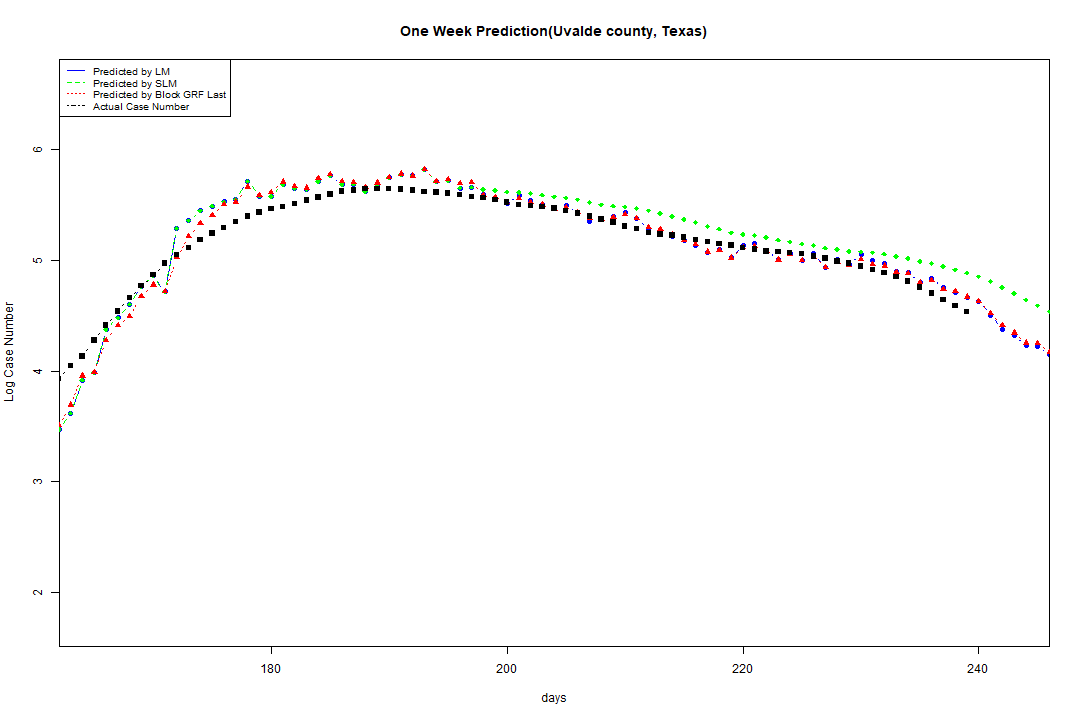 One Week Prediction(Uvalde county, Texas)
Predicted by LM
Predicted by SLM
Predicted by Block GRF Last
Actual Case Number
6
5
4
3
2
Log Case Number
180
200
220
240
days